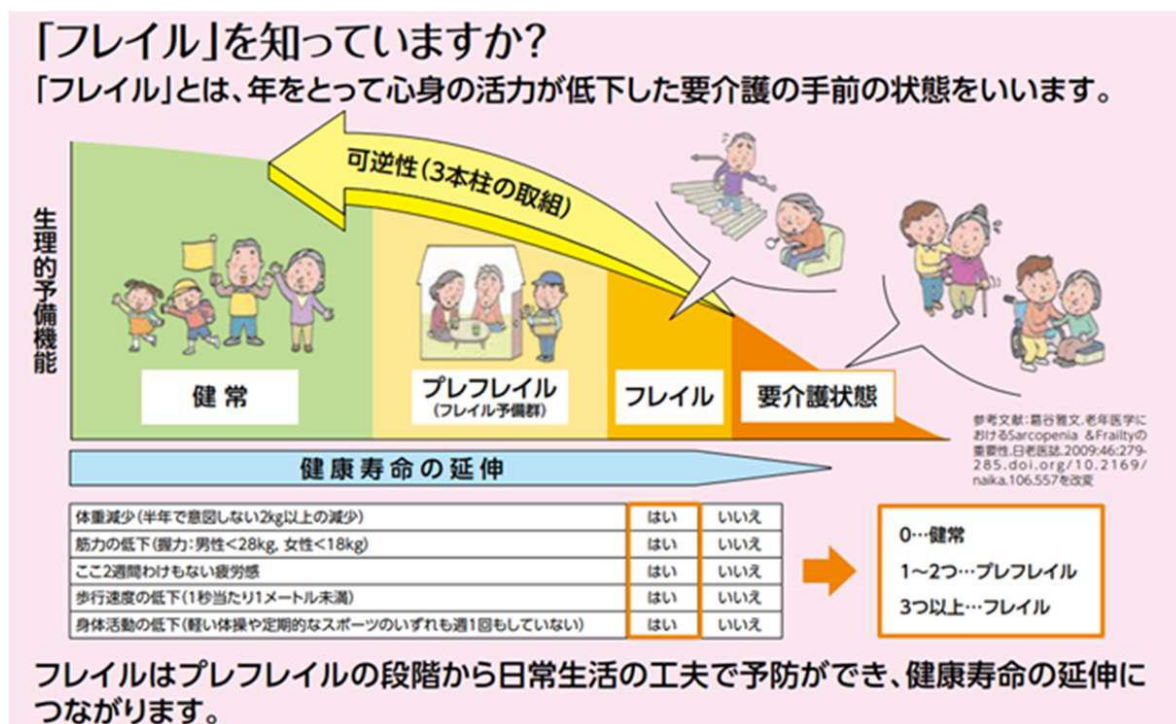 「フレイル」を知っていますか?
「フレイル」とは、年をとって心身の活力が低下した要介護の手前の状態をいいます。
可逆性(3本柱の取組)
生理的予備機能
健常
プレフレイル
(フレイル予備群)
フレイル
要介護状態
参考文献:葛谷雅文.老年医学に
おけるSarcopenia &Frailtyの
重要性.日老医誌.2009:46:279-
285.doi.org/10.2169/
naika.106.557を改変
健康寿命の延伸
体重減少(半年で意図しない2kg以上の減少) はい いいえ
筋力の低下(握力:男性<28kg, 女性<18kg) はい いいえ
ここ2週間わけもない疲労感 はい いいえ
歩行速度の低下(1秒当たり1メートル未満) はい いいえ
身体活動の低下(軽い体操や定期的なスポーツのいずれも週1回もしていない) はい いいえ
0…健常
1〜2つ…プレフレイル
3つ以上…フレイル
フレイルはプレフレイルの段階から日常生活の工夫で予防ができ、健康寿命の延伸に
つながります。